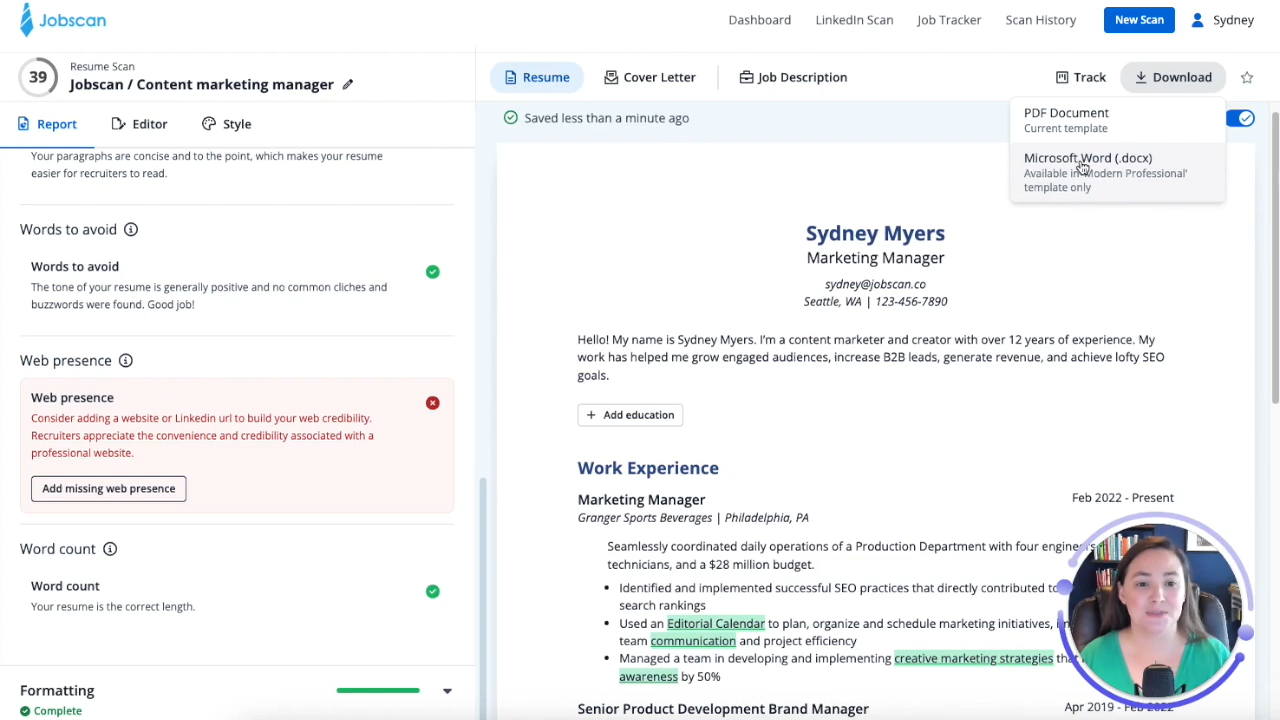 Jobscan
Dashboard
LinkedIn Scan
Job Tracker
Scan History
New Scan
Sydney
39
Resume Scan
Jobscan / Content marketing manager
Report
Editor
Style
Your paragraphs are concise and to the point, which makes your resume
easier for recruiters to read.
Words to avoid
Words to avoid
The tone of your resume is generally positive and no common cliches and
buzzwords were found. Good job!
Web presence
Web presence
Consider adding a website or Linkedin url to build your web credibility.
Recruiters appreciate the convenience and credibility associated with a
professional website.
Add missing web presence
Word count
Word count
Your resume is the correct length.
Formatting
Complete
Resume
Cover Letter
Job Description
Track
Download
Saved less than a minute ago
PDF Document
Current template
Microsoft Word (.docx)
Available in 'Modern Professional'
template only
Sydney Myers
Marketing Manager
sydney@jobscan.co
Seattle, WA | 123-456-7890
Hello! My name is Sydney Myers. I'm a content marketer and creator with over 12 years of experience. My
work has helped me grow engaged audiences, increase B2B leads, generate revenue, and achieve lofty SEO
goals.
+ Add education
Work Experience
Marketing Manager
Feb 2022 - Present
Granger Sports Beverages | Philadelphia, PA
Seamlessly coordinated daily operations of a Production Department with four engine
technicians, and a $28 million budget.
• Identified and implemented successful SEO practices that directly contributed to
search rankings
• Used an Editorial Calendar to plan, organize and schedule marketing initiatives,
team communication and project efficiency
• Managed a team in developing and implementing creative marketing strategies
awareness by 50%
Senior Product Development Brand Manager
Apr 2019 - Feb 2022